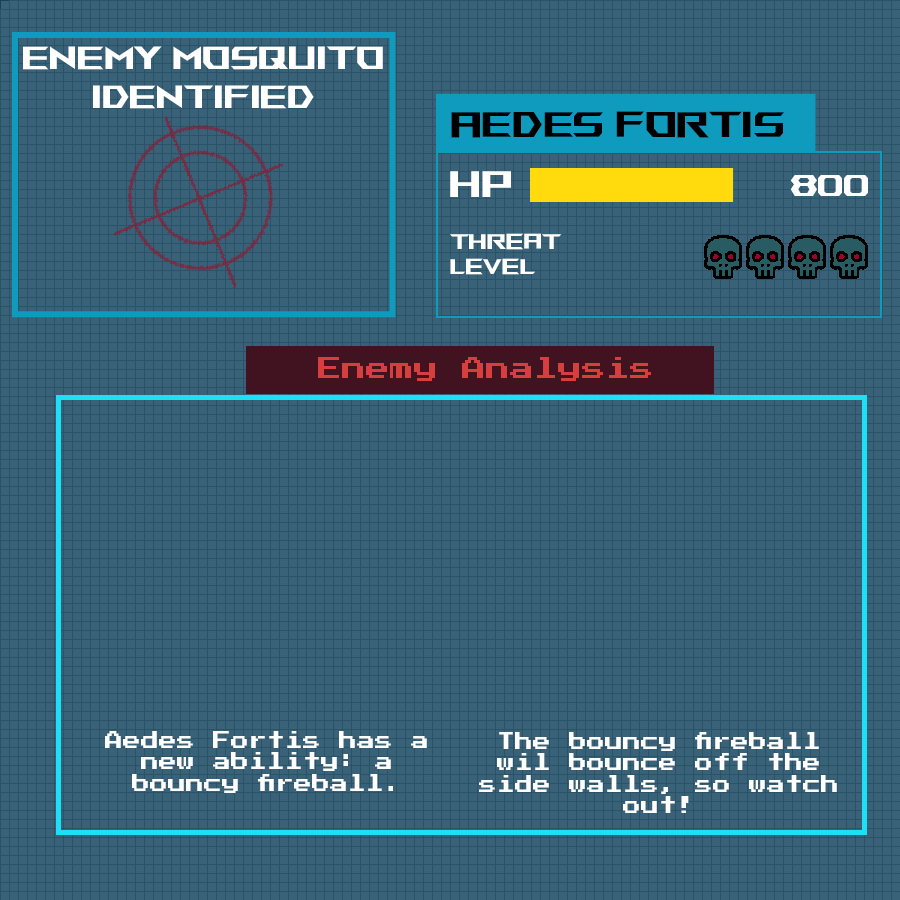 ENEMY MOSQUITO
IDENTIFIED
AEDES FORTIS
HP 800
THREAT
LEVEL
Enemy Analysis
Aedes Fortis has a
new ability: a
bouncy fireball.
The bouncy fireball
wil bounce off the
side walls, so watch
out!